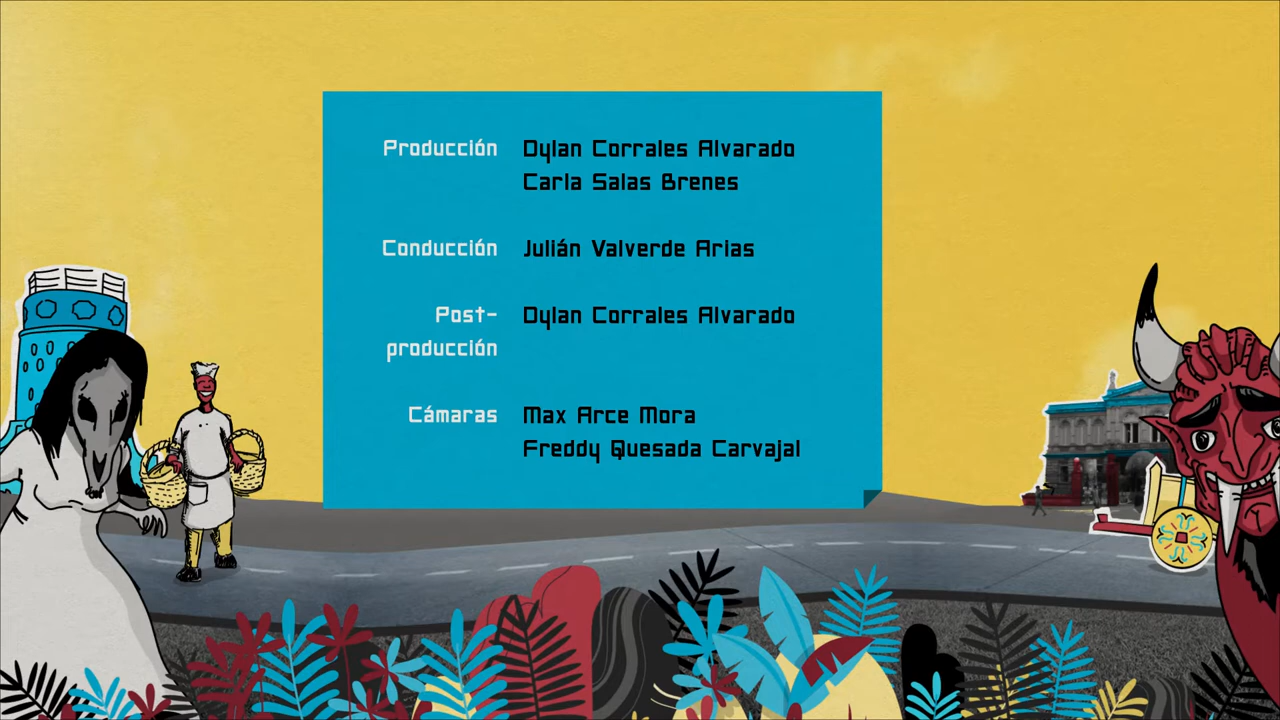 Producción Dylan Corrales Alvarado
Carla Salas Brenes
Conducción Julián Valverde Arias
Post- Dylan Corrales Alvarado
producción
Cámaras Max Arce Mora
Freddy Quesada Carvajal